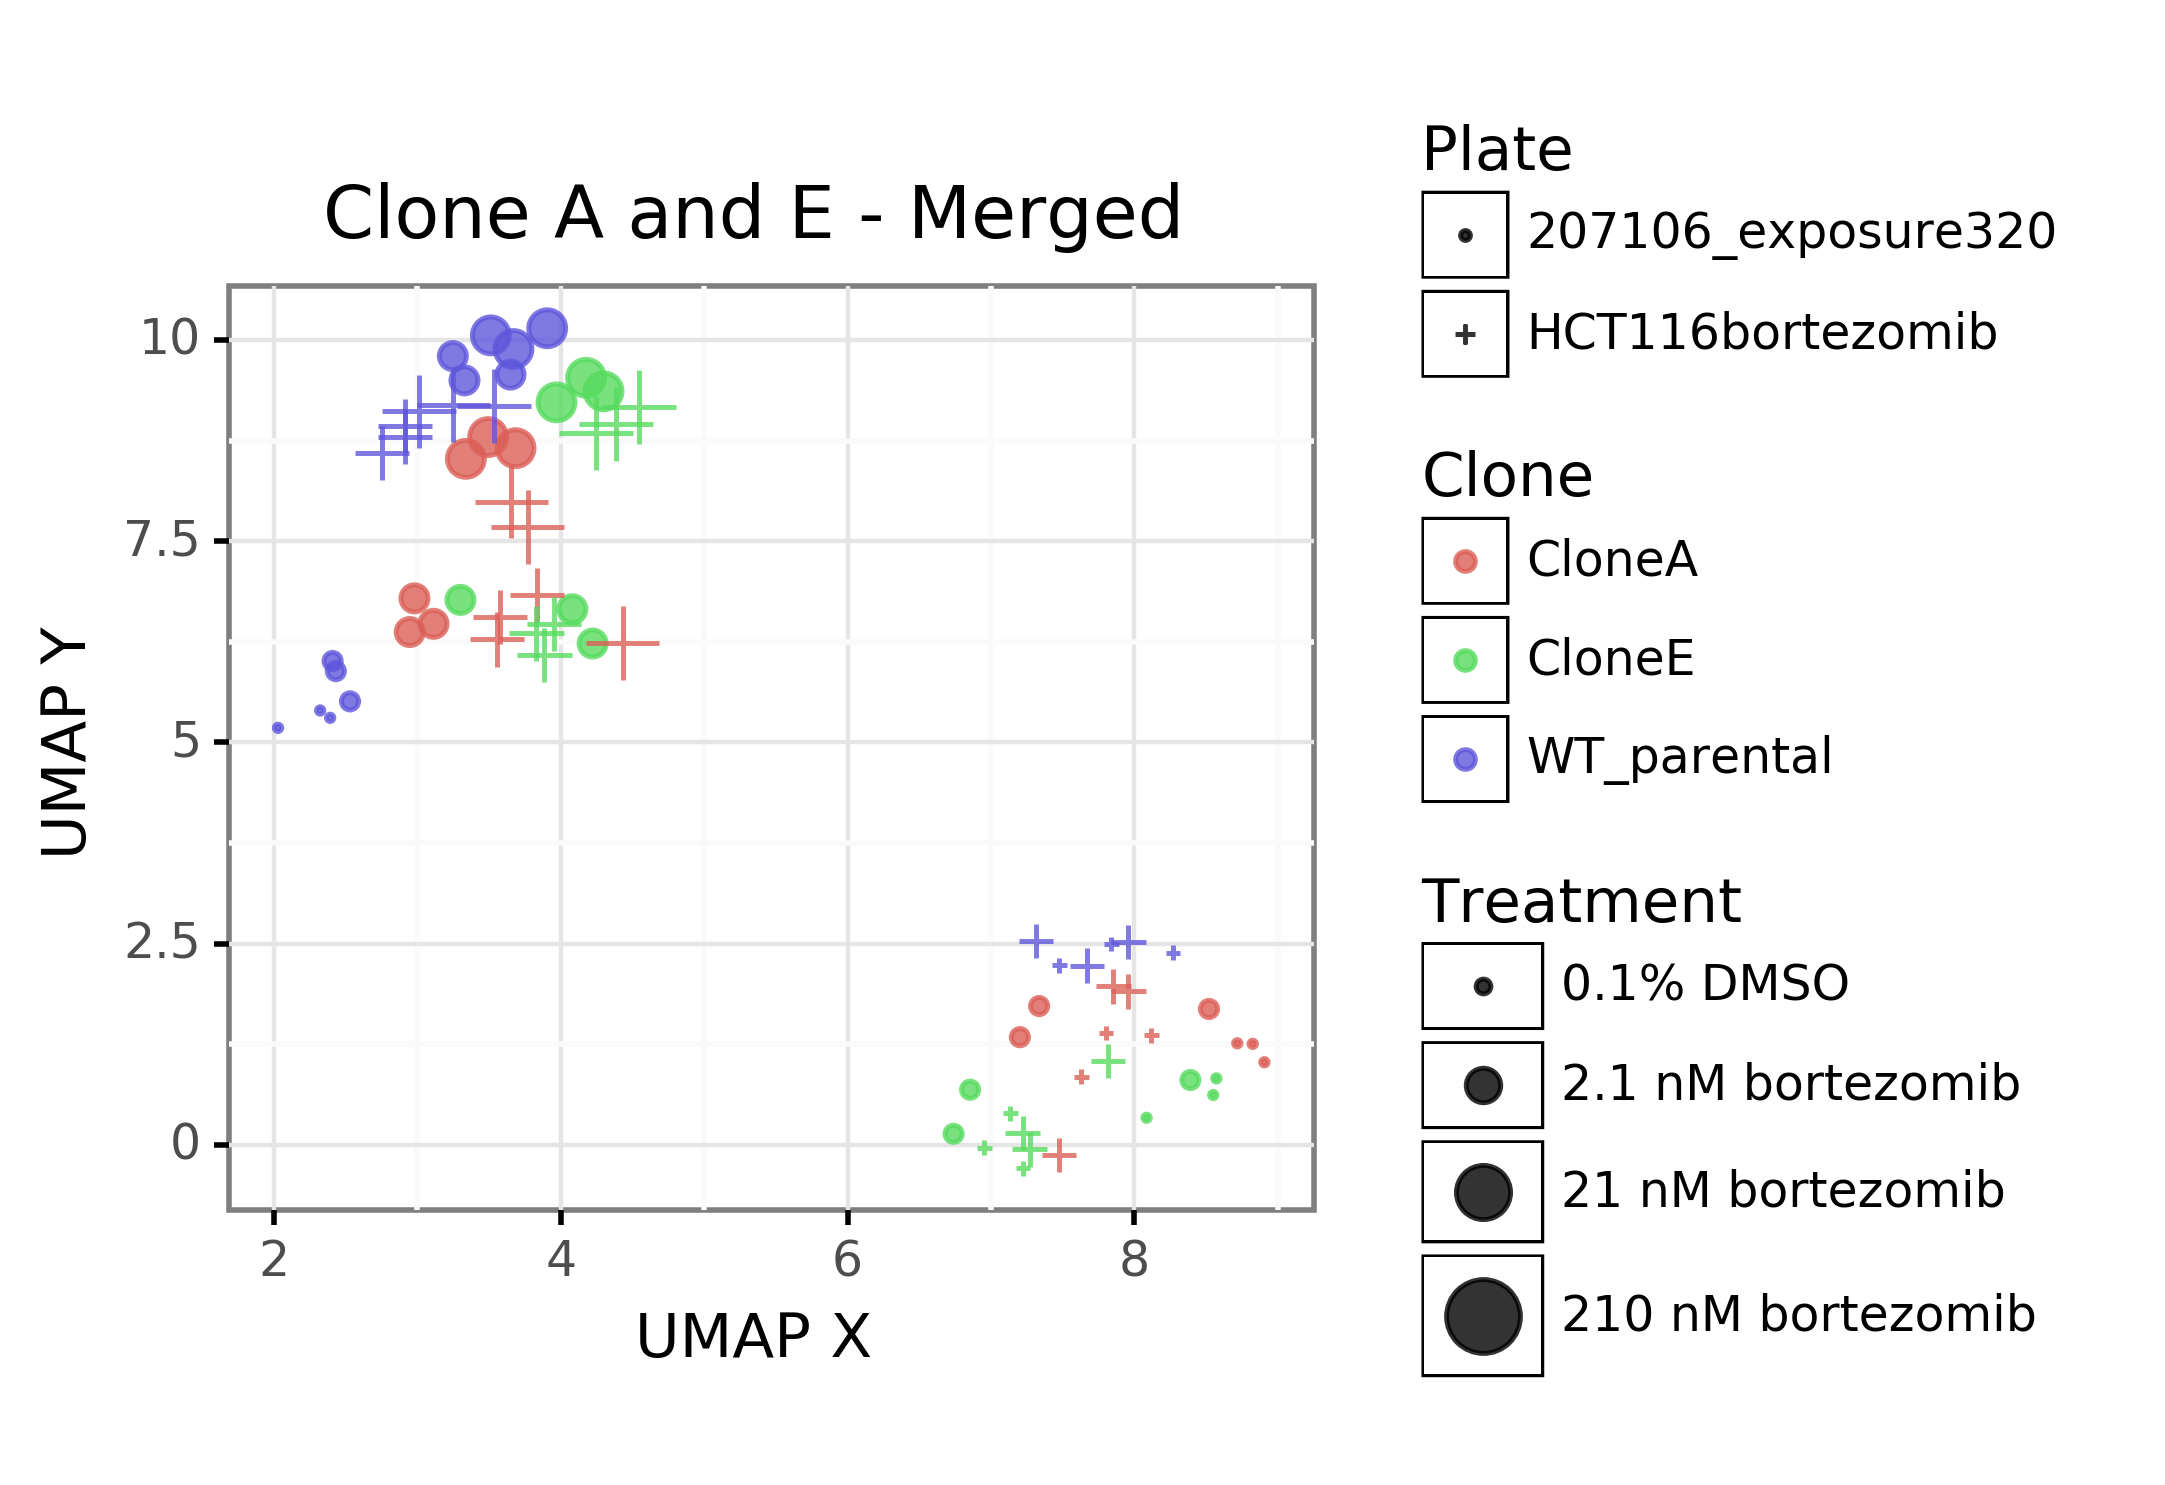 Clone A and E - Merged
UMAP Y
10
7.5
5
2.5
0
2
4
6
8
UMAP X
Plate
207106_exposure320
HCT116bortezomib
Clone
CloneA
CloneE
WT_parental
Treatment
0.1% DMSO
2.1 nM bortezomib
21 nM bortezomib
210 nM bortezomib